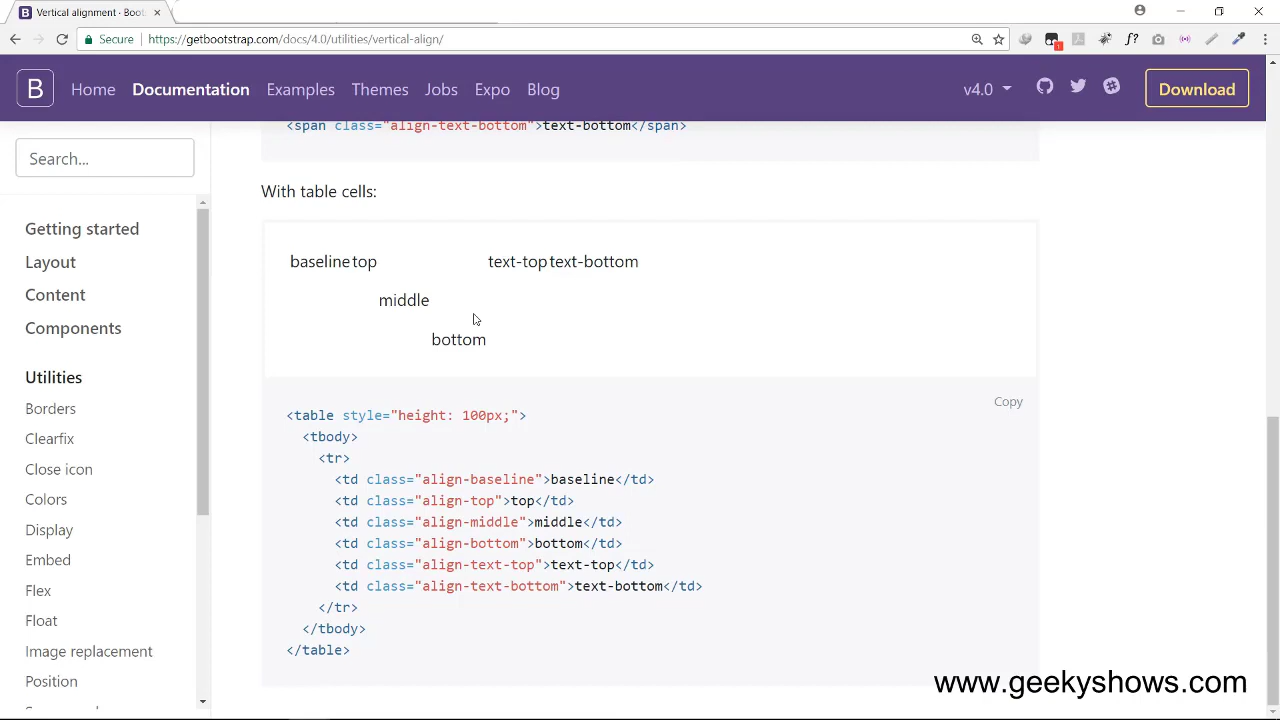 Vertical alignment · Boo
Secure https://getbootstrap.com/docs/4.0/utilities/vertical-align/
B Home Documentation Examples Themes Jobs Expo Blog v4.0 Download
Search...
Getting started
Layout
Content
Components
Utilities
Borders
Clearfix
Close icon
Colors
Display
Embed
Flex
Float
Image replacement
Position
<span class="align-text-bottom">text-bottom</span>
With table cells:
baseline top text-top text-bottom
middle
bottom
Copy
<table style="height: 100px;">
<tbody>
<tr>
<td class="align-baseline">baseline</td>
<td class="align-top">top</td>
<td class="align-middle">middle</td>
<td class="align-bottom">bottom</td>
<td class="align-text-top">text-top</td>
<td class="align-text-bottom">text-bottom</td>
</tr>
</tbody>
</table>
www.geekyshows.com